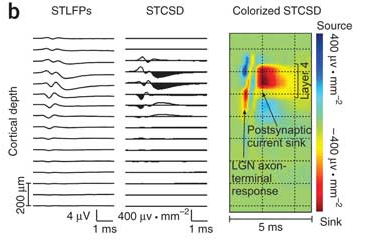 b
STLFPs
STCSD
Colorized STCSD
Source
400 μv · mm⁻²
−400 μv · mm⁻²
Sink
Cortical depth
200 μm
4 μV
1 ms
400 μv · mm⁻²
1 ms
Layer 4
Postsynaptic
current sink
LGN axon-
terminal
response
5 ms